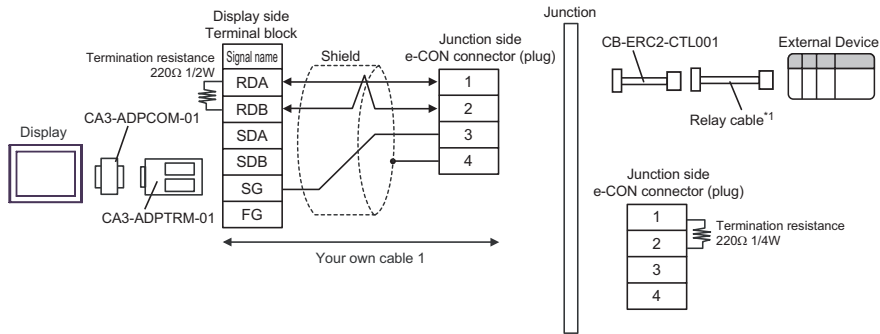 Display side
Terminal block
Termination resistance
220Ω 1/2W
Signal name
RDA
RDB
SDA
SDB
SG
FG
Shield
Junction side
e-CON connector (plug)
1
2
3
4
Display
CA3-ADPCOM-01
CA3-ADPTRM-01
Your own cable 1
Junction
CB-ERC2-CTL001
External Device
Relay cable*1
Junction side
e-CON connector (plug)
1
2
3
4
Termination resistance
220Ω 1/4W